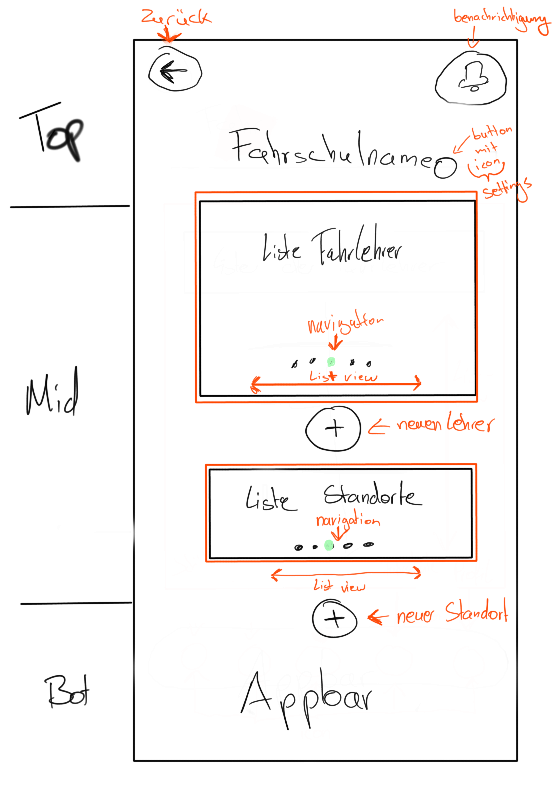 Zurück
benachrichtigung
Top
Fahrschulname
button
mit
icon
settings
Liste Fahrlehrer
navigation
List view
Mid
+
neuen Lehrer
Liste Standorte
navigation
List view
+
neuer Standort
Bot
Appbar